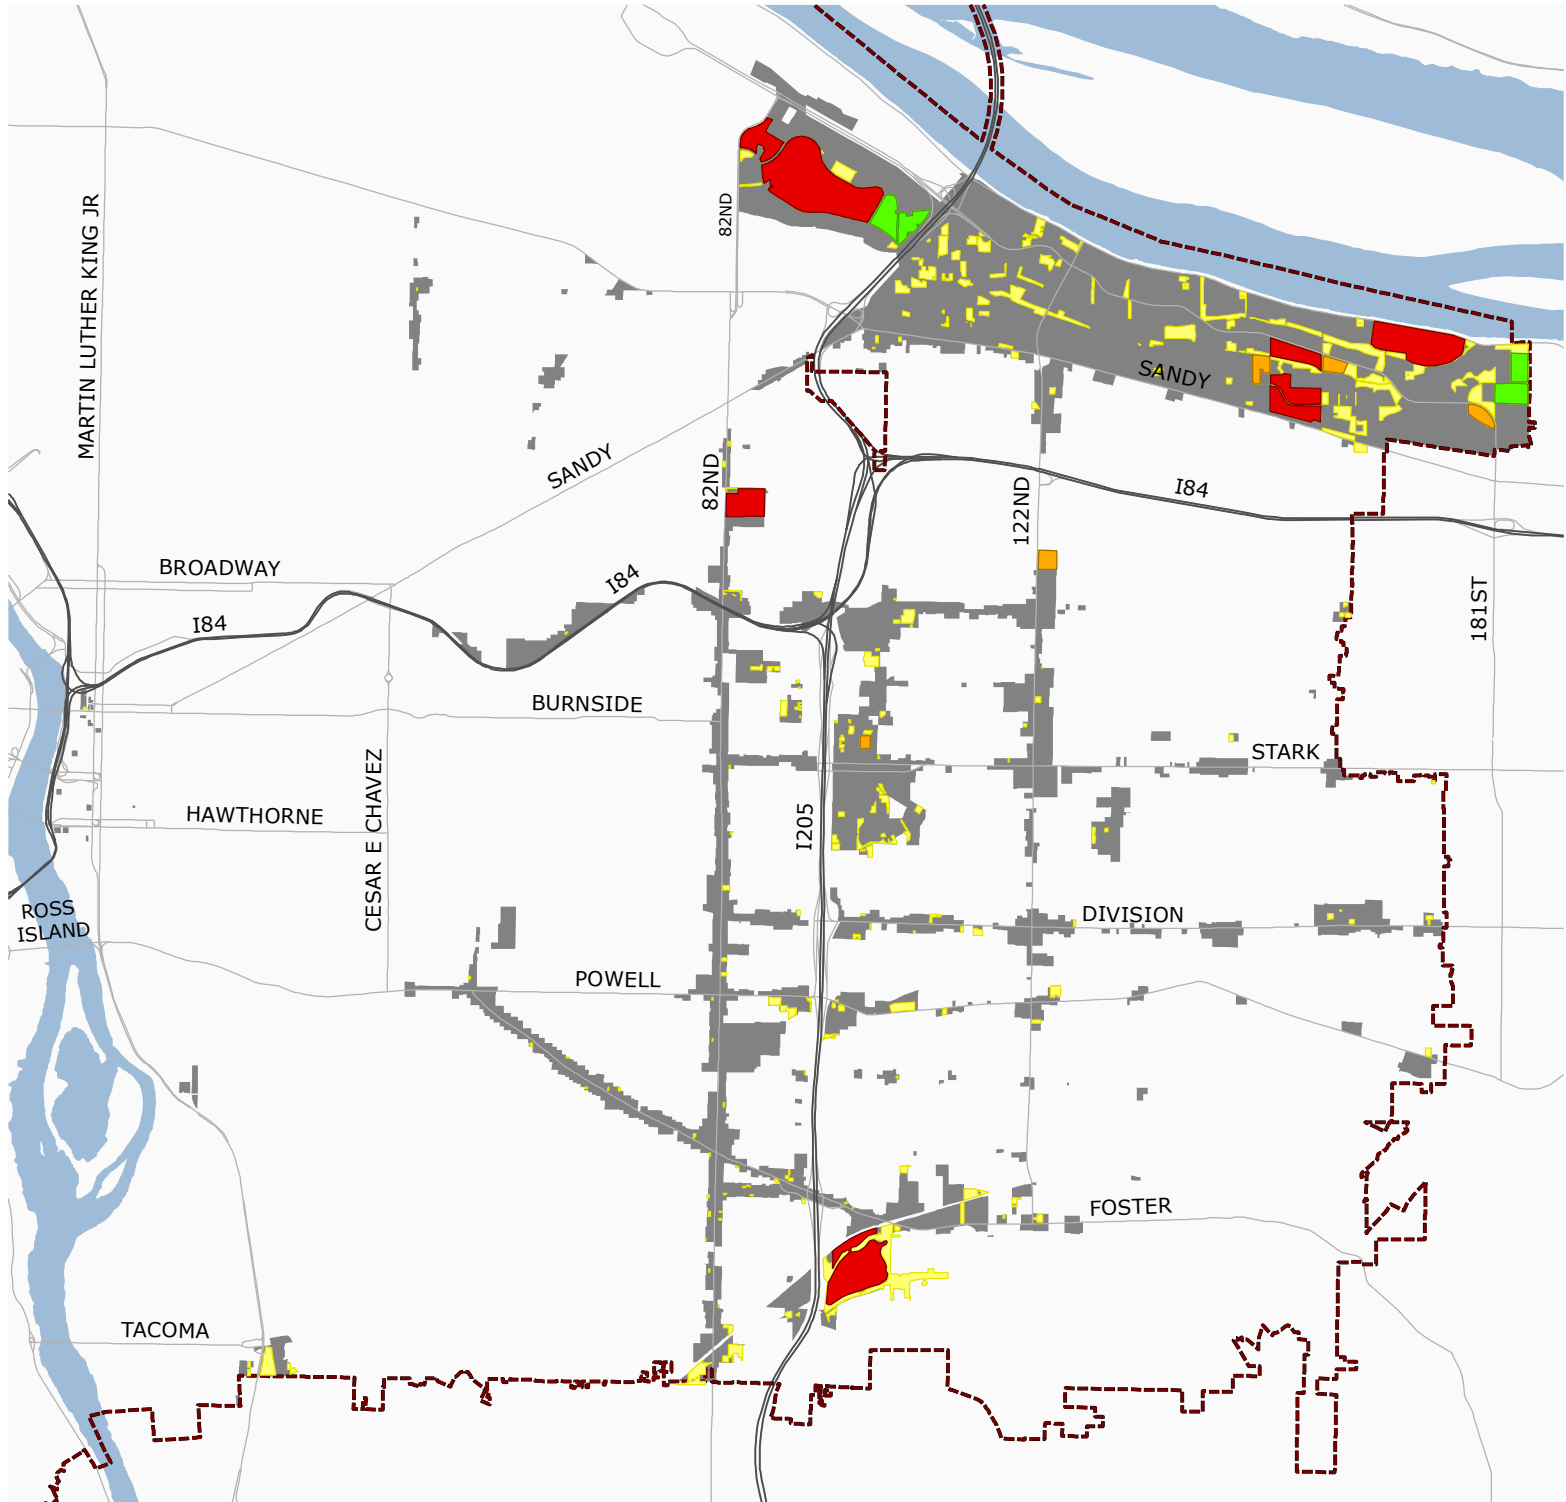 82ND
MARTIN LUTHER KING JR
SANDY
SANDY
82ND
I84
122ND
BROADWAY
I84
I84
181ST
BURNSIDE
STARK
CESAR E CHAVEZ
HAWTHORNE
I205
ROSS
ISLAND
DIVISION
POWELL
FOSTER
TACOMA